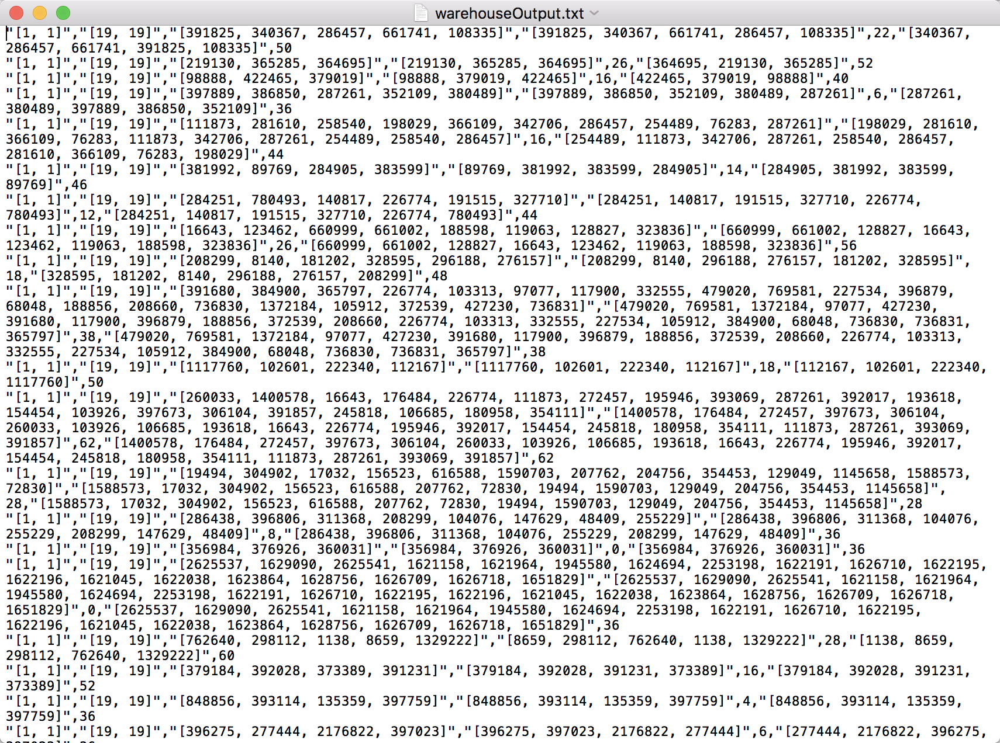 warehouseOutput.txt
"[1, 1]","[19, 19]","[391825, 340367, 286457, 661741, 108335]","[391825, 340367, 661741, 286457, 108335]",22,"[340367,
286457, 661741, 391825, 108335]",50
"[1, 1]","[19, 19]","[219130, 365285, 364695]","[219130, 365285, 364695]",26,"[364695, 219130, 365285]",52
"[1, 1]","[19, 19]","[98888, 422465, 379019]","[98888, 379019, 422465]",16,"[422465, 379019, 98888]",40
"[1, 1]","[19, 19]","[397889, 386850, 287261, 352109, 380489]","[397889, 386850, 352109, 380489, 287261]",6,"[287261,
380489, 397889, 386850, 352109]",36
"[1, 1]","[19, 19]","[111873, 281610, 258540, 198029, 366109, 342706, 286457, 254489, 76283, 287261]","[198029, 281610,
366109, 76283, 111873, 342706, 287261, 254489, 258540, 286457]",16,"[254489, 111873, 342706, 287261, 258540, 286457,
281610, 366109, 76283, 198029]",44
"[1, 1]","[19, 19]","[381992, 89769, 284905, 383599]","[89769, 381992, 383599, 284905]",14,"[284905, 381992, 383599,
89769]",46
"[1, 1]","[19, 19]","[284251, 780493, 140817, 226774, 191515, 327710]","[284251, 140817, 191515, 327710, 226774,
780493]",12,"[284251, 140817, 191515, 327710, 226774, 780493]",44
"[1, 1]","[19, 19]","[16643, 123462, 660999, 661002, 188598, 119063, 128827, 323836]","[660999, 661002, 128827, 16643,
123462, 119063, 188598, 323836]",26,"[660999, 661002, 128827, 16643, 123462, 119063, 188598, 323836]",56
"[1, 1]","[19, 19]","[208299, 8140, 181202, 328595, 296188, 276157]","[208299, 8140, 296188, 276157, 181202, 328595]",
18,"[328595, 181202, 8140, 296188, 276157, 208299]",48
"[1, 1]","[19, 19]","[391680, 384900, 365797, 226774, 103313, 97077, 117900, 332555, 479020, 769581, 227534, 396879,
68048, 188856, 208660, 736830, 1372184, 105912, 372539, 427230, 736831]","[479020, 769581, 1372184, 97077, 427230,
391680, 117900, 396879, 188856, 372539, 208660, 226774, 103313, 332555, 227534, 105912, 384900, 68048, 736830, 736831,
365797]",38,"[479020, 769581, 1372184, 97077, 427230, 391680, 117900, 396879, 188856, 372539, 208660, 226774, 103313,
332555, 227534, 105912, 384900, 68048, 736830, 736831, 365797]",38
"[1, 1]","[19, 19]","[1117760, 102601, 222340, 112167]","[1117760, 102601, 222340, 112167]",18,"[112167, 102601, 222340,
1117760]",50
"[1, 1]","[19, 19]","[260033, 1400578, 16643, 176484, 226774, 111873, 272457, 195946, 393069, 287261, 392017, 193618,
154454, 103926, 397673, 306104, 391857, 245818, 106685, 180958, 354111]","[1400578, 176484, 272457, 397673, 306104,
260033, 103926, 106685, 193618, 16643, 226774, 195946, 392017, 154454, 245818, 180958, 354111, 111873, 287261, 393069,
391857]",62,"[1400578, 176484, 272457, 397673, 306104, 260033, 103926, 106685, 193618, 16643, 226774, 195946, 392017,
154454, 245818, 180958, 354111, 111873, 287261, 393069, 391857]",62
"[1, 1]","[19, 19]","[19494, 304902, 17032, 156523, 616588, 1590703, 207762, 204756, 354453, 129049, 1145658, 1588573,
72830]","[1588573, 17032, 304902, 156523, 616588, 207762, 72830, 19494, 1590703, 129049, 204756, 354453, 1145658]",
28,"[1588573, 17032, 304902, 156523, 616588, 207762, 72830, 19494, 1590703, 129049, 204756, 354453, 1145658]",28
"[1, 1]","[19, 19]","[286438, 396806, 311368, 208299, 104076, 147629, 48409, 255229]","[286438, 396806, 311368, 104076,
255229, 208299, 147629, 48409]",8,"[286438, 396806, 311368, 104076, 255229, 208299, 147629, 48409]",36
"[1, 1]","[19, 19]","[356984, 376926, 360031]","[356984, 376926, 360031]",0,"[356984, 376926, 360031]",36
"[1, 1]","[19, 19]","[2625537, 1629090, 2625541, 1621158, 1621964, 1945580, 1624694, 2253198, 1622191, 1626710, 1622195,
1622196, 1621045, 1622038, 1623864, 1628756, 1626709, 1626718, 1651829]","[2625537, 1629090, 2625541, 1621158, 1621964,
1945580, 1624694, 2253198, 1622191, 1626710, 1622195, 1622196, 1621045, 1622038, 1623864, 1628756, 1626709, 1626718,
1651829]",0,"[2625537, 1629090, 2625541, 1621158, 1621964, 1945580, 1624694, 2253198, 1622191, 1626710, 1622195,
1622196, 1621045, 1622038, 1623864, 1628756, 1626709, 1626718, 1651829]",36
"[1, 1]","[19, 19]","[762640, 298112, 1138, 8659, 1329222]","[8659, 298112, 762640, 1138, 1329222]",28,"[1138, 8659,
298112, 762640, 1329222]",60
"[1, 1]","[19, 19]","[379184, 392028, 373389, 391231]","[379184, 392028, 391231, 373389]",16,"[379184, 392028, 391231,
373389]",52
"[1, 1]","[19, 19]","[848856, 393114, 135359, 397759]","[848856, 393114, 135359, 397759]",4,"[848856, 393114, 135359,
397759]",36
"[1, 1]","[19, 19]","[396275, 277444, 2176822, 397023]","[396275, 397023, 2176822, 277444]",6,"[277444, 2176822, 396275,